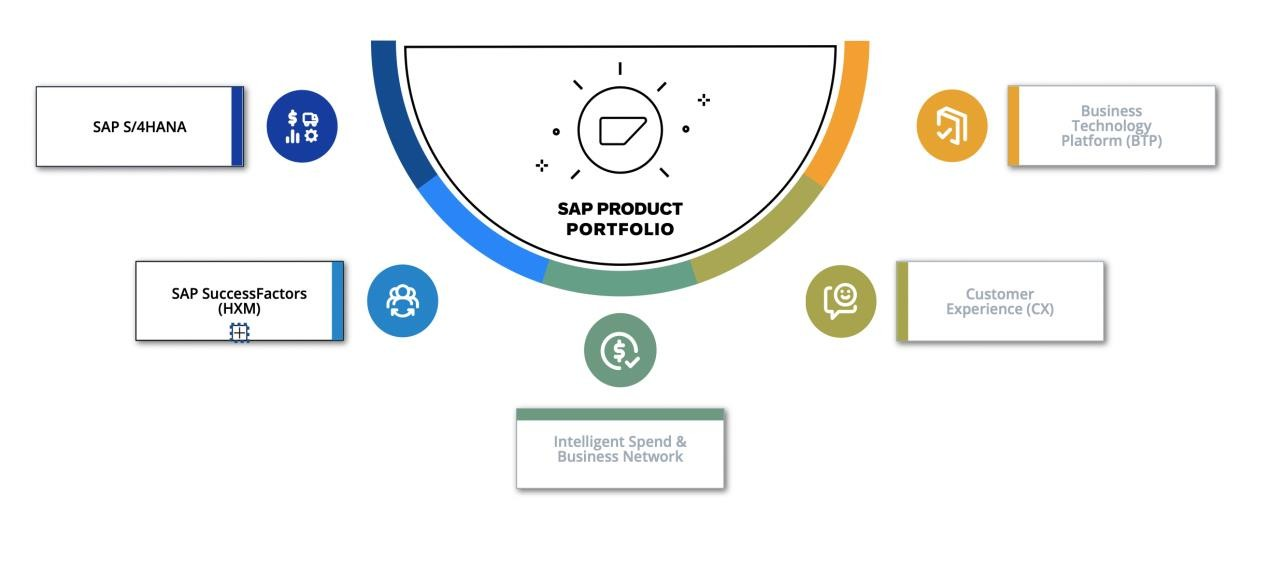 SAP S/4HANA
Business
Technology
Platform (BTP)
SAP PRODUCT
PORTFOLIO
SAP SuccessFactors
(HXM)
Customer
Experience (CX)
Intelligent Spend &
Business Network